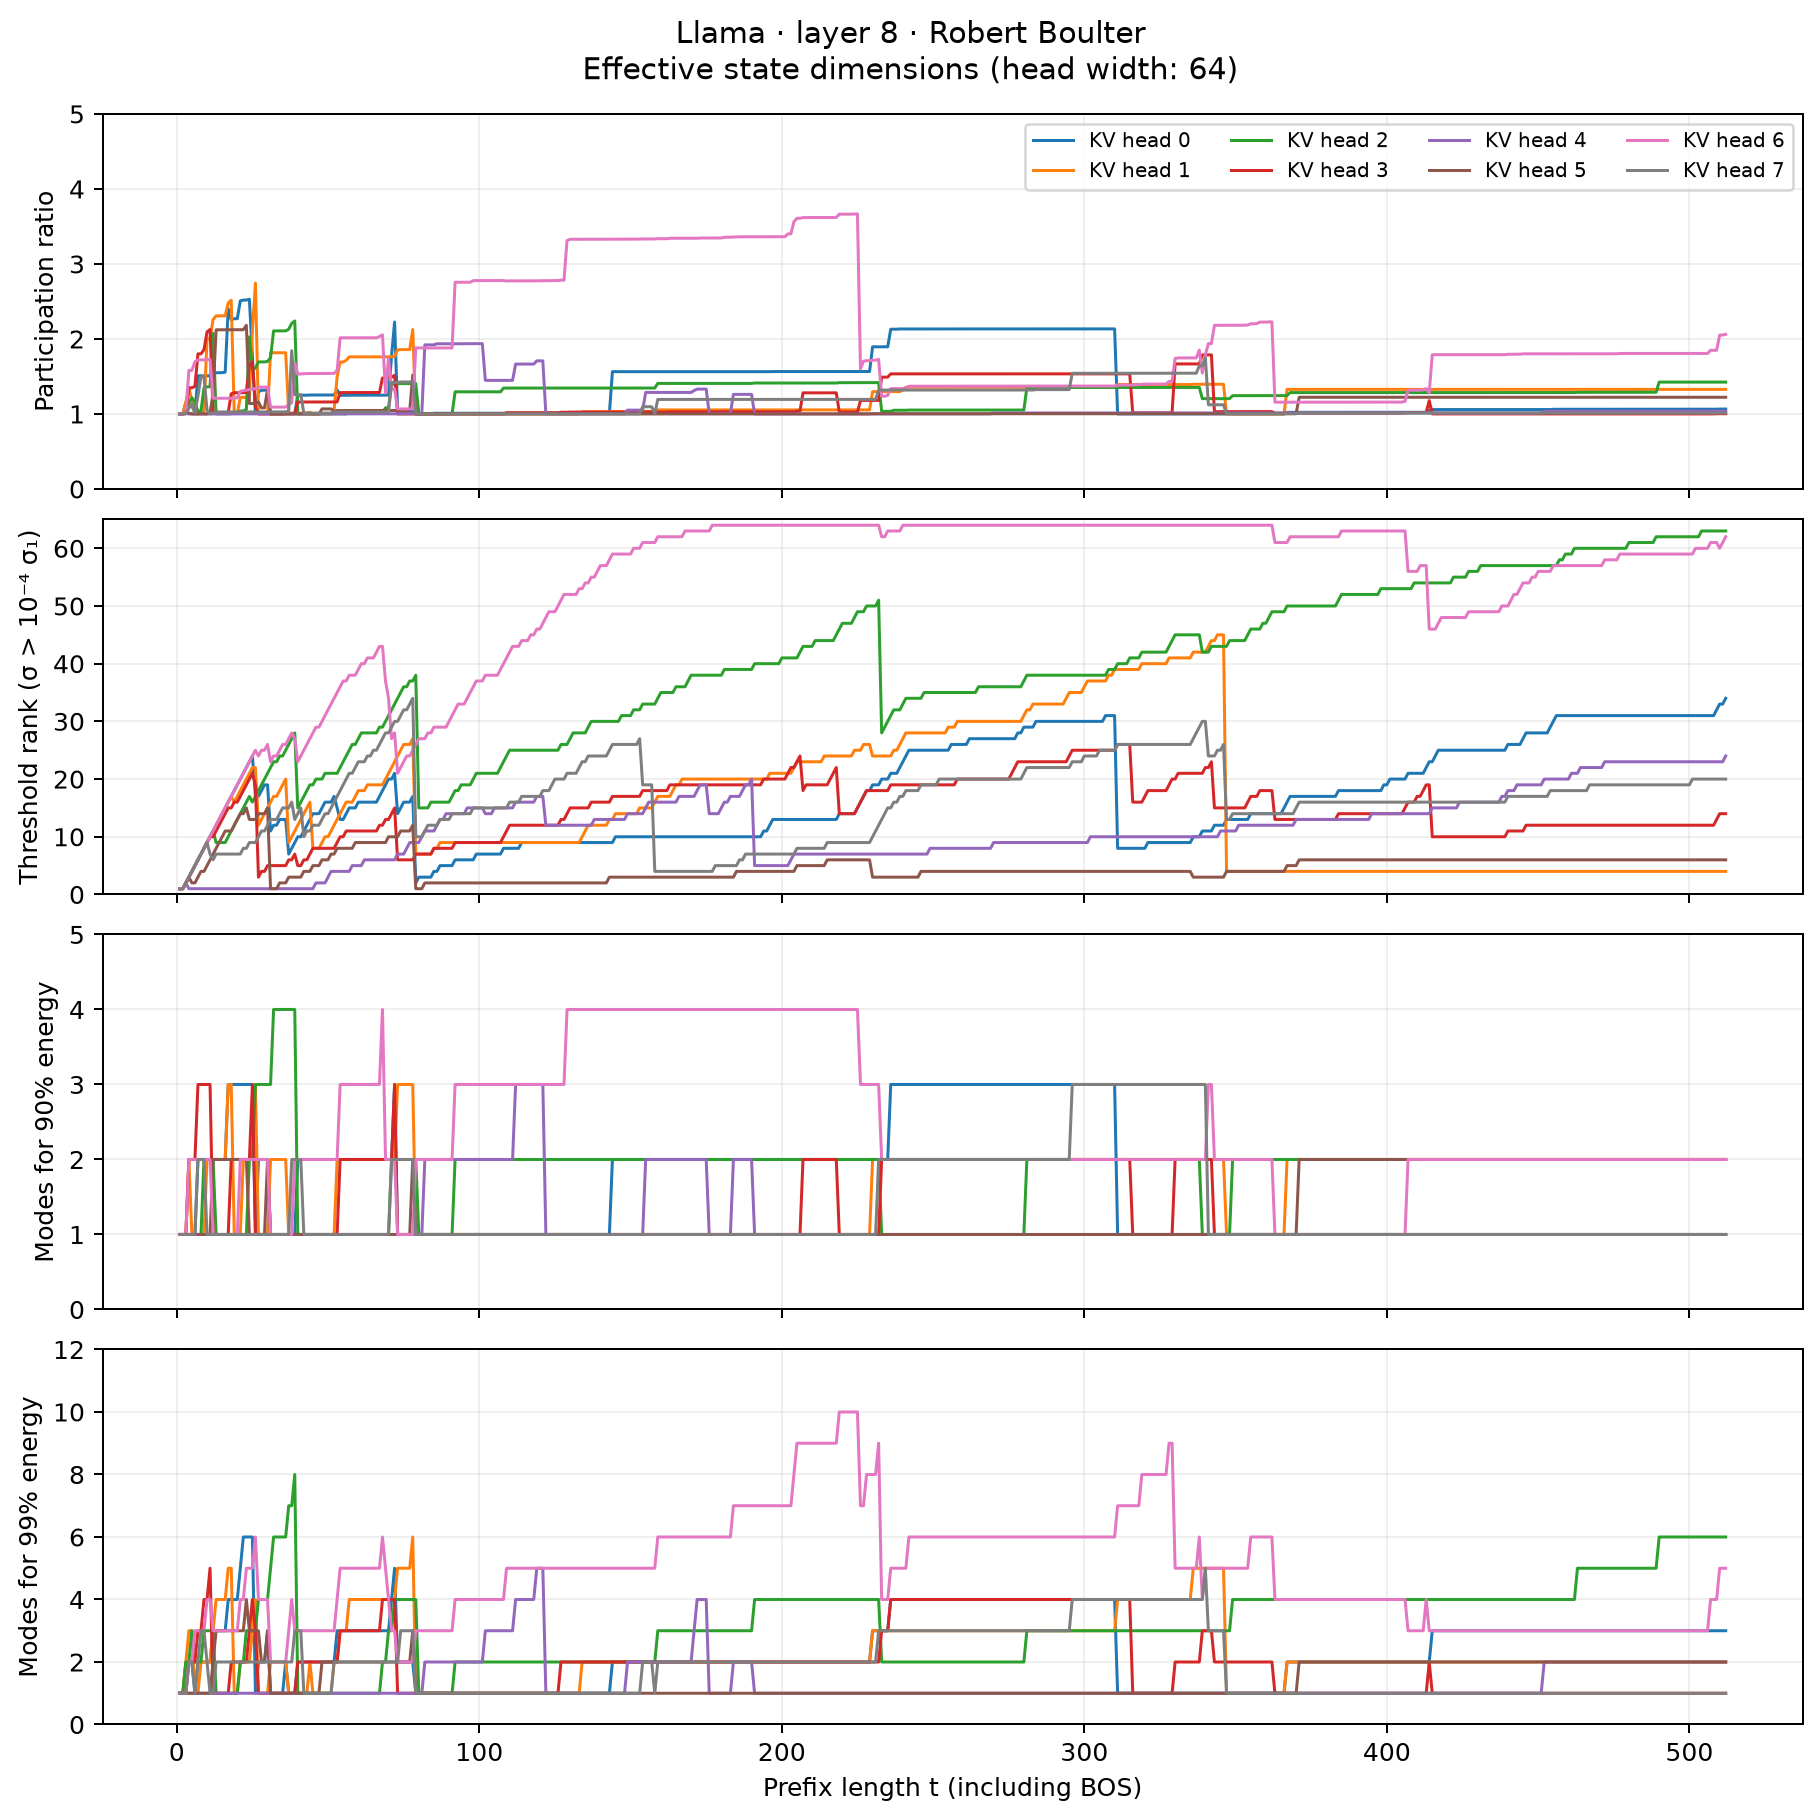 Llama · layer 8 · Robert Boulter
Effective state dimensions (head width: 64)
Participation ratio
5
4
3
2
1
0
KV head 0
KV head 2
KV head 4
KV head 6
KV head 1
KV head 3
KV head 5
KV head 7
Threshold rank (σ > 10⁻⁴ σ₁)
60
50
40
30
20
10
0
Modes for 90% energy
5
4
3
2
1
0
Modes for 99% energy
12
10
8
6
4
2
0
0
100
200
300
400
500
Prefix length t (including BOS)